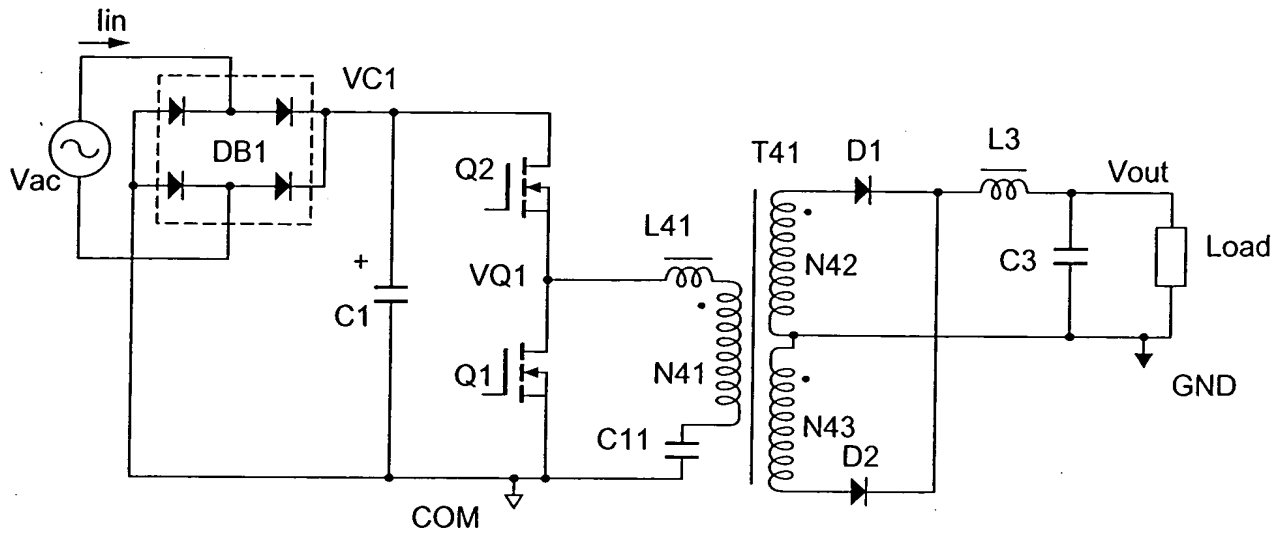 Iin
VC1
DB1
Vac
Q2
T41
D1
L3
Vout
L41
N42
C3
Load
+
VQ1
C1
Q1
N41
GND
C11
N43
D2
COM